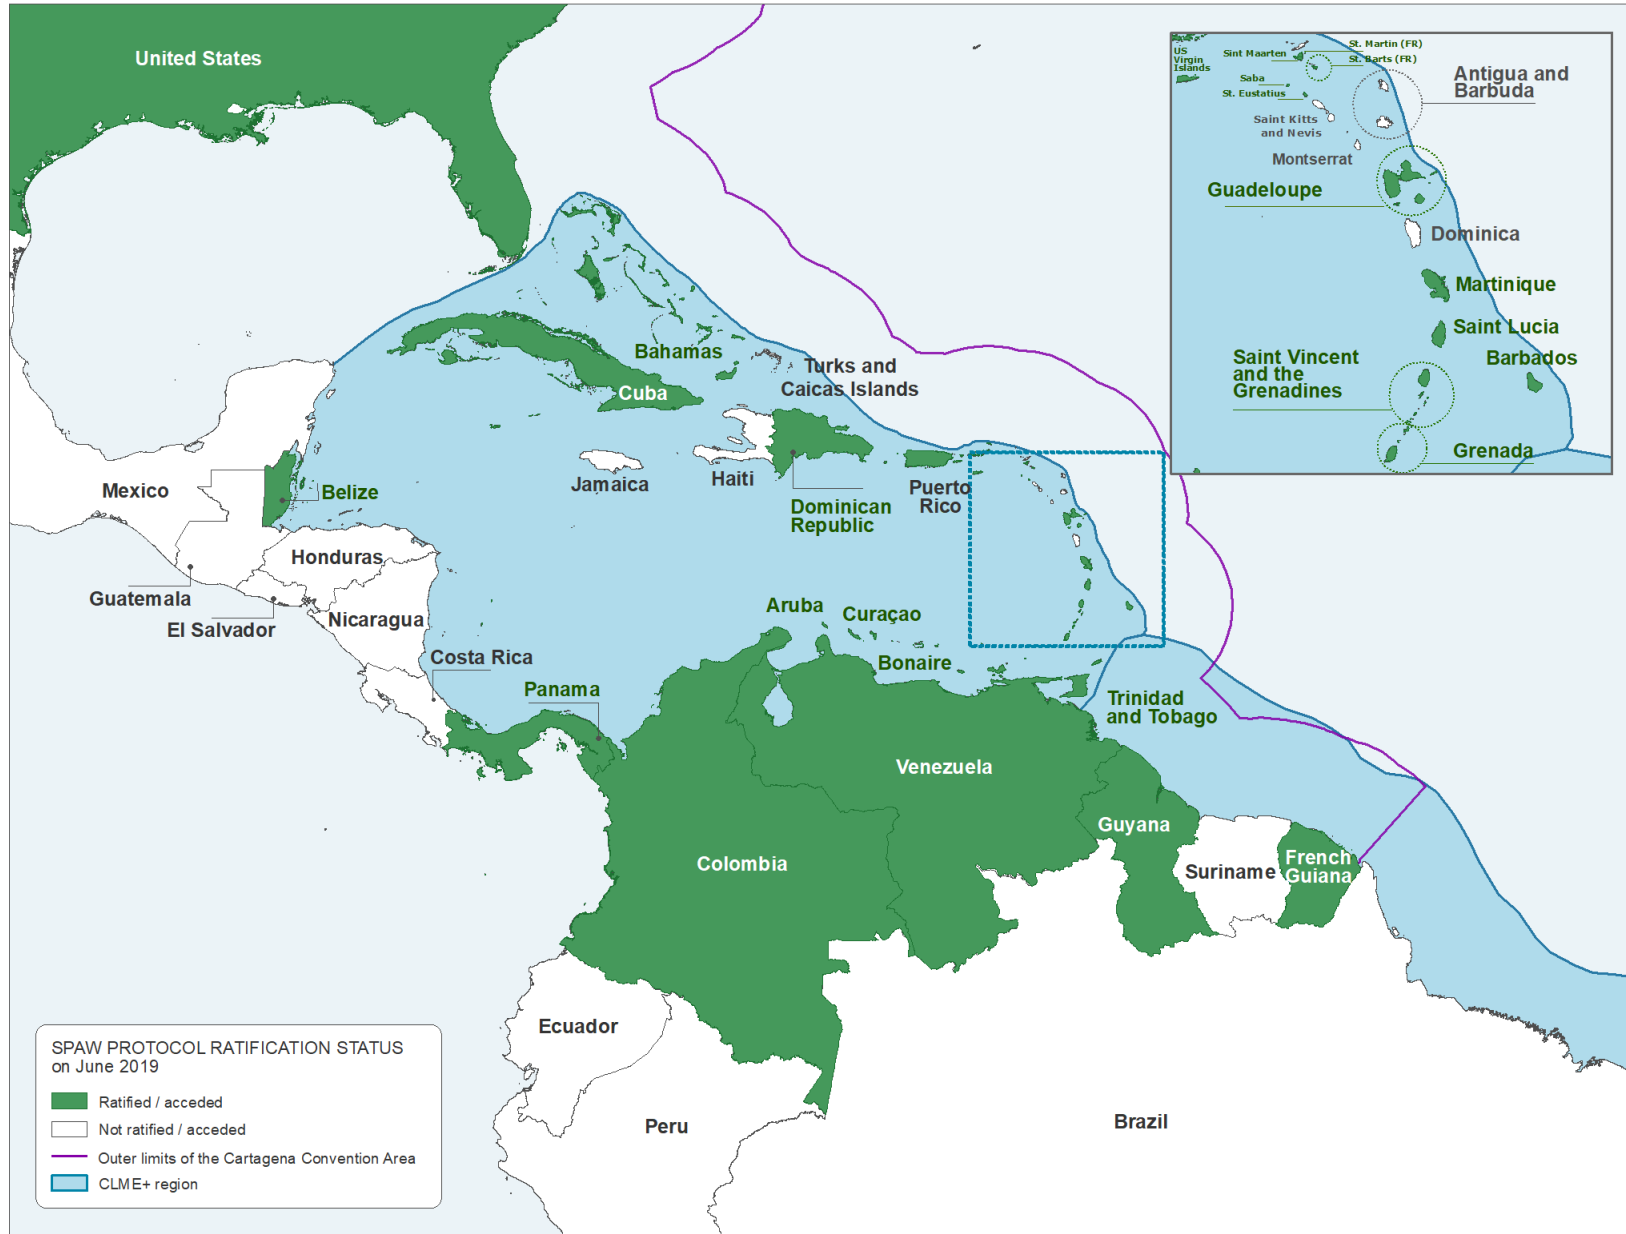 United States
US
Virgin
Islands
Sint Maarten
St. Martin (FR)
St. Barts (FR)
Saba
St. Eustatius
Saint Kitts
and Nevis
Antigua and
Barbuda
Montserrat
Guadeloupe
Dominica
Martinique
Saint Lucia
Barbados
Saint Vincent
and the
Grenadines
Grenada
Bahamas
Turks and
Caicas Islands
Cuba
Mexico
Belize
Jamaica
Haiti
Dominican
Republic
Puerto
Rico
Honduras
Guatemala
El Salvador
Nicaragua
Costa Rica
Panama
Aruba
Curaçao
Bonaire
Trinidad
and Tobago
Venezuela
Guyana
Colombia
Suriname
French
Guiana
Ecuador
Peru
Brazil
SPAW PROTOCOL RATIFICATION STATUS
on June 2019
Ratified / acceded
Not ratified / acceded
Outer limits of the Cartagena Convention Area
CLME+ region